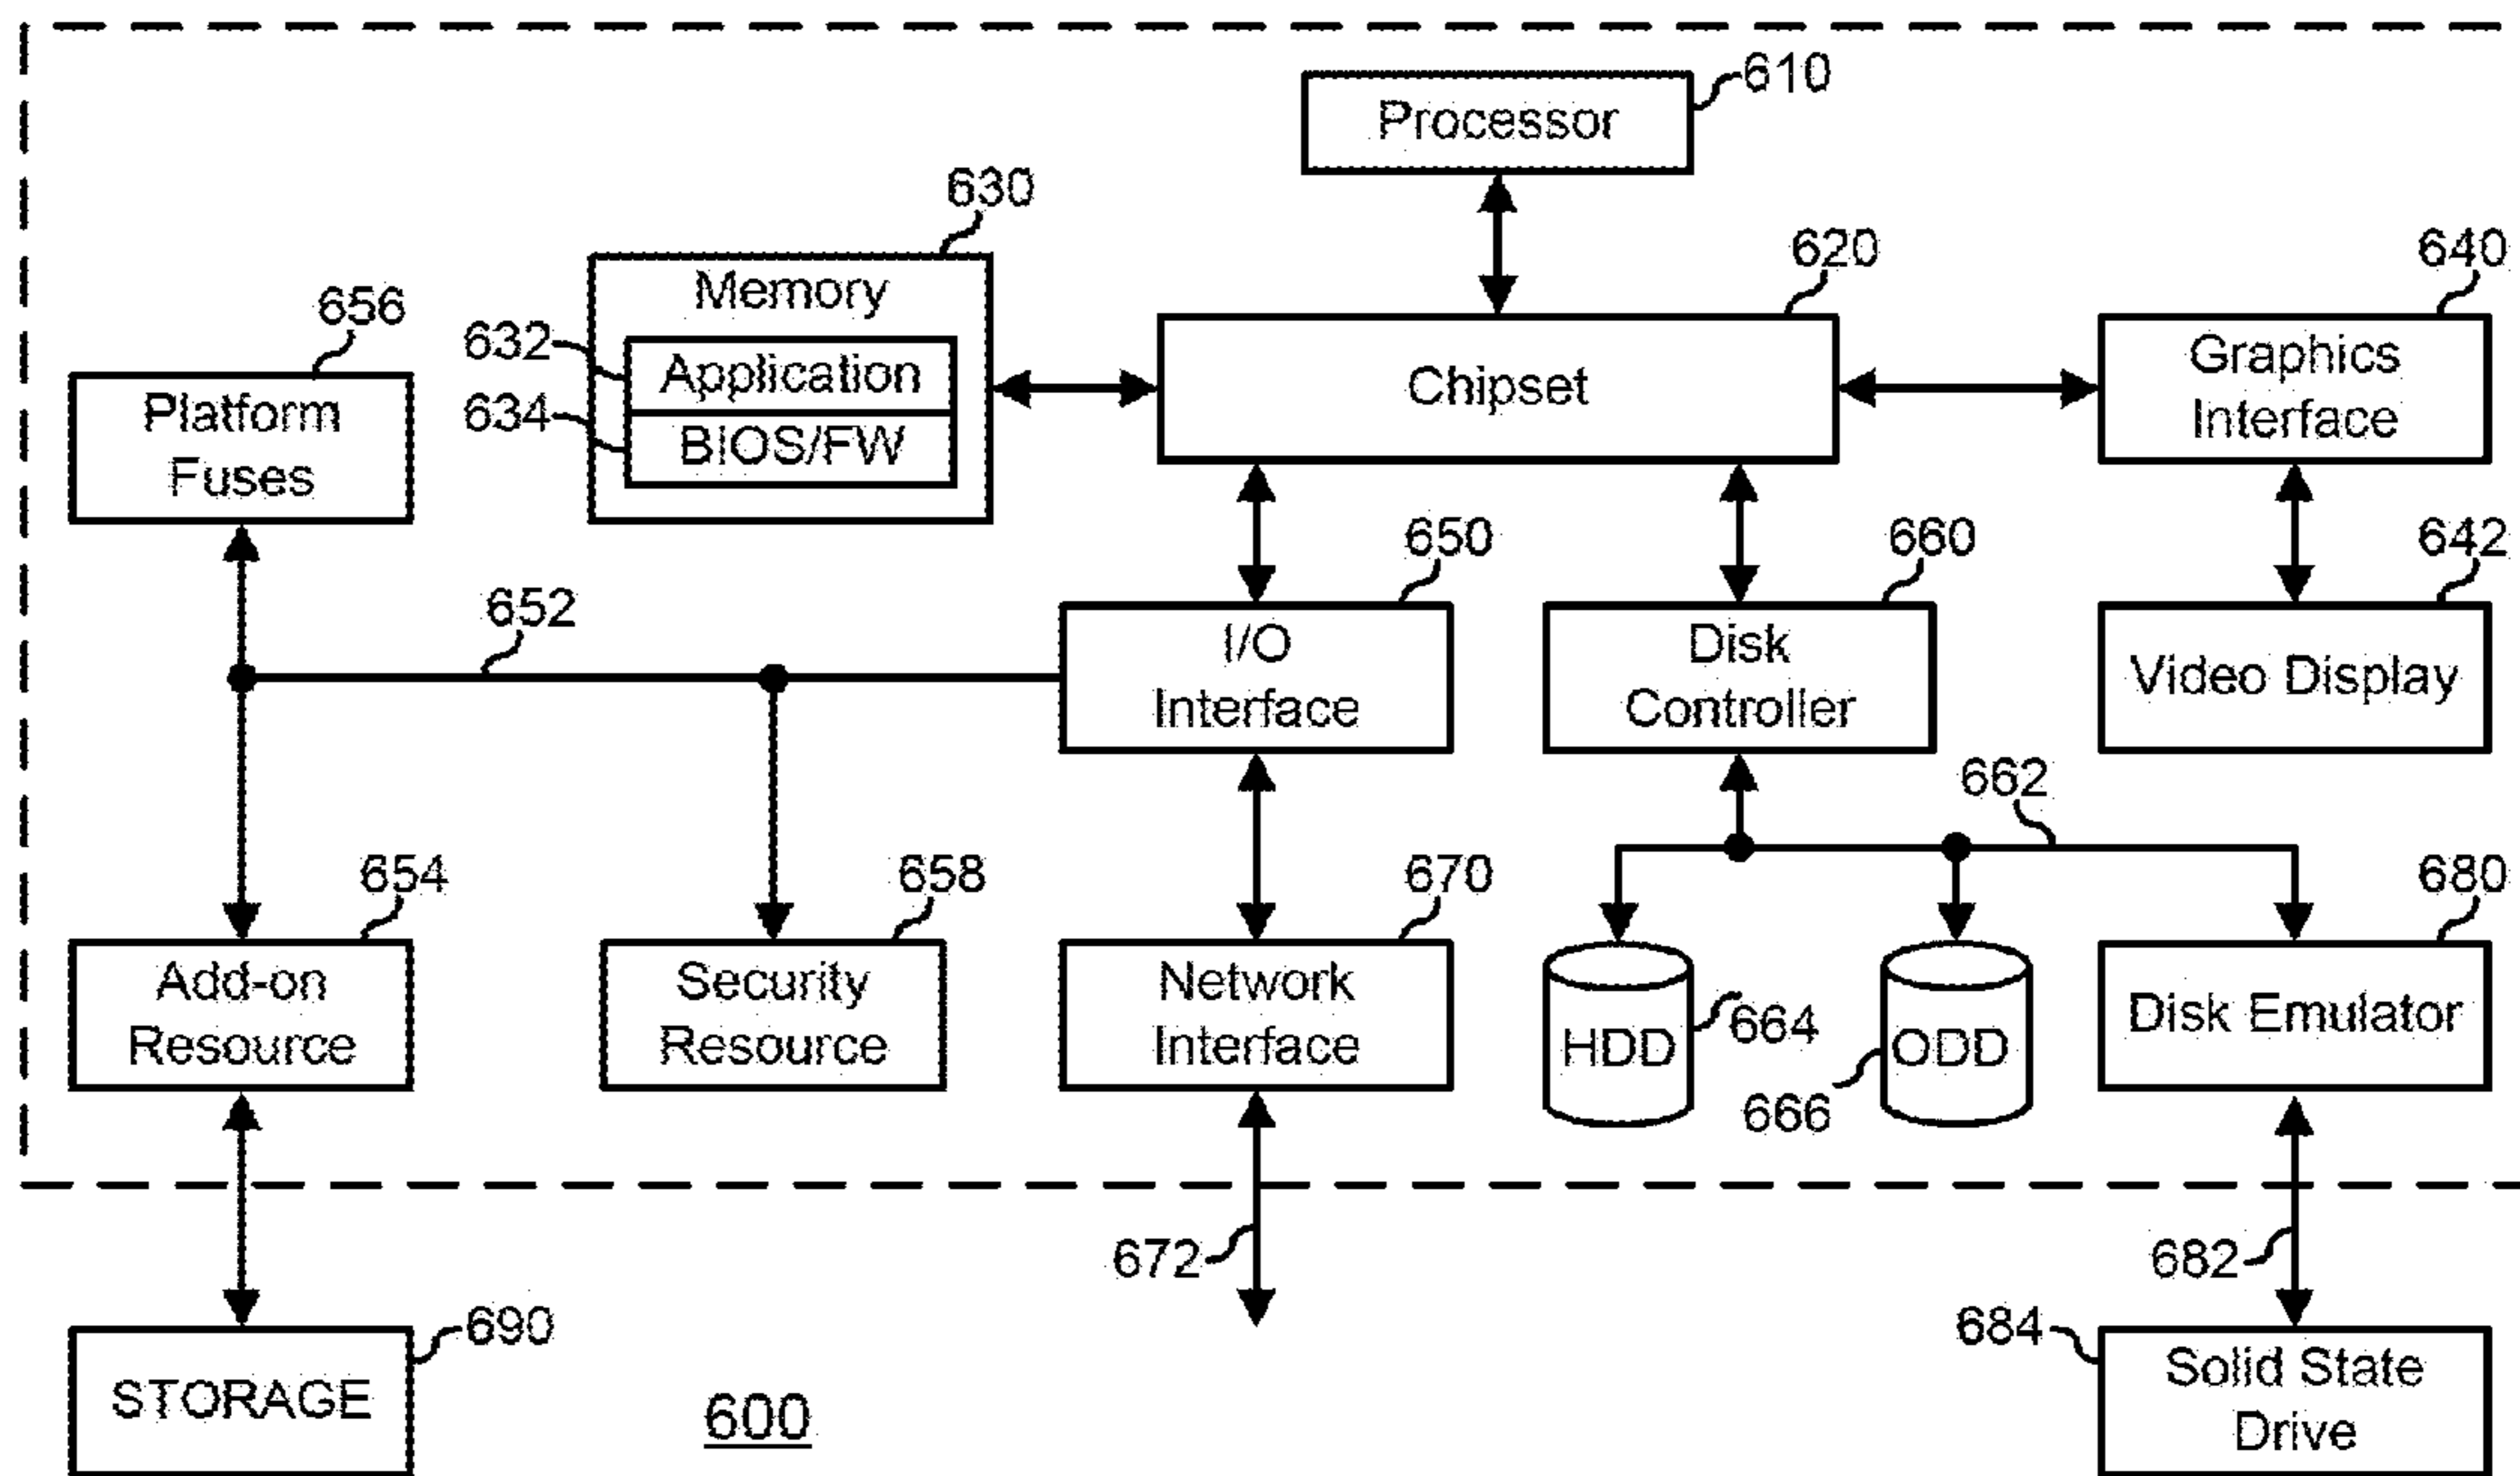 610
Processor
630
620
640
656
Memory
632
Application
634
BIOS/FW
Platform
Fuses
Chipset
Graphics
Interface
652
650
660
642
I/O
Interface
Disk
Controller
Video Display
662
654
658
670
680
Add-on
Resource
Security
Resource
Network
Interface
HDD
664
666
ODD
Disk Emulator
672
682
690
STORAGE
600
684
Solid State
Drive